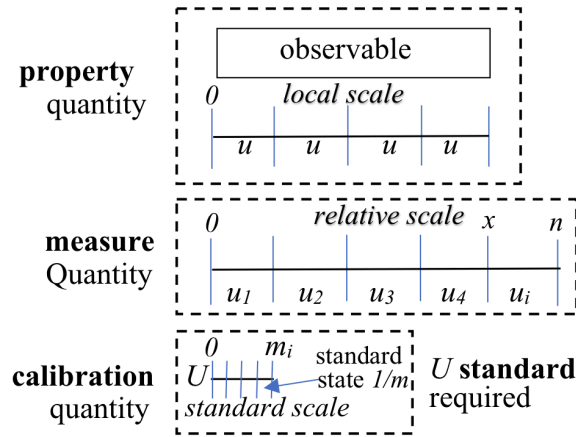 observable
property
quantity
0 local scale
u u u u
0 relative scale x n
measure
Quantity
u1 u2 u3 u4 ui
0 mi
calibration
quantity
U
standard
state 1/m
standard scale
U standard
required